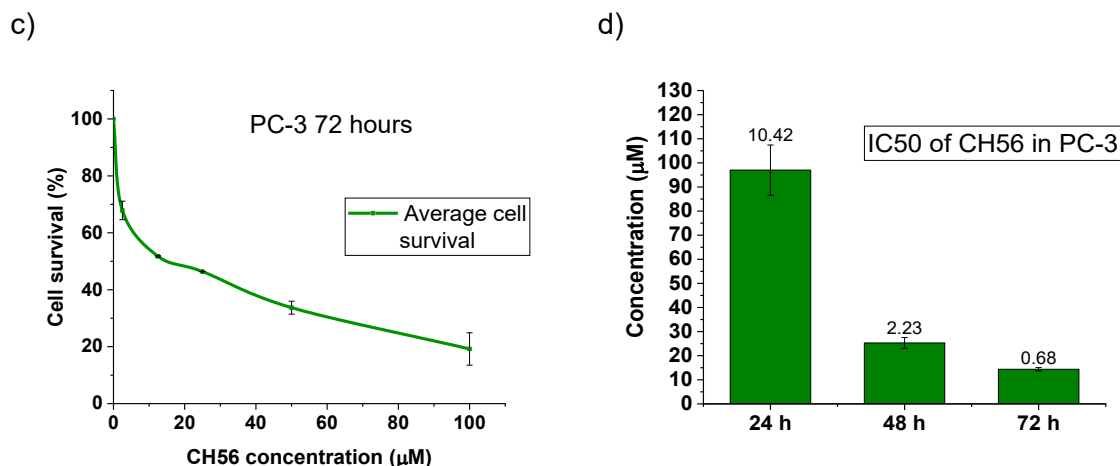 c)
PC-3 72 hours
Average cell
survival
Cell survival (%)
100
80
60
40
20
0
0 20 40 60 80 100
CH56 concentration (µM)
d)
IC50 of CH56 in PC-3
Concentration (µM)
130
120
110
100
90
80
70
60
50
40
30
20
10
0
10.42
2.23
0.68
24 h 48 h 72 h